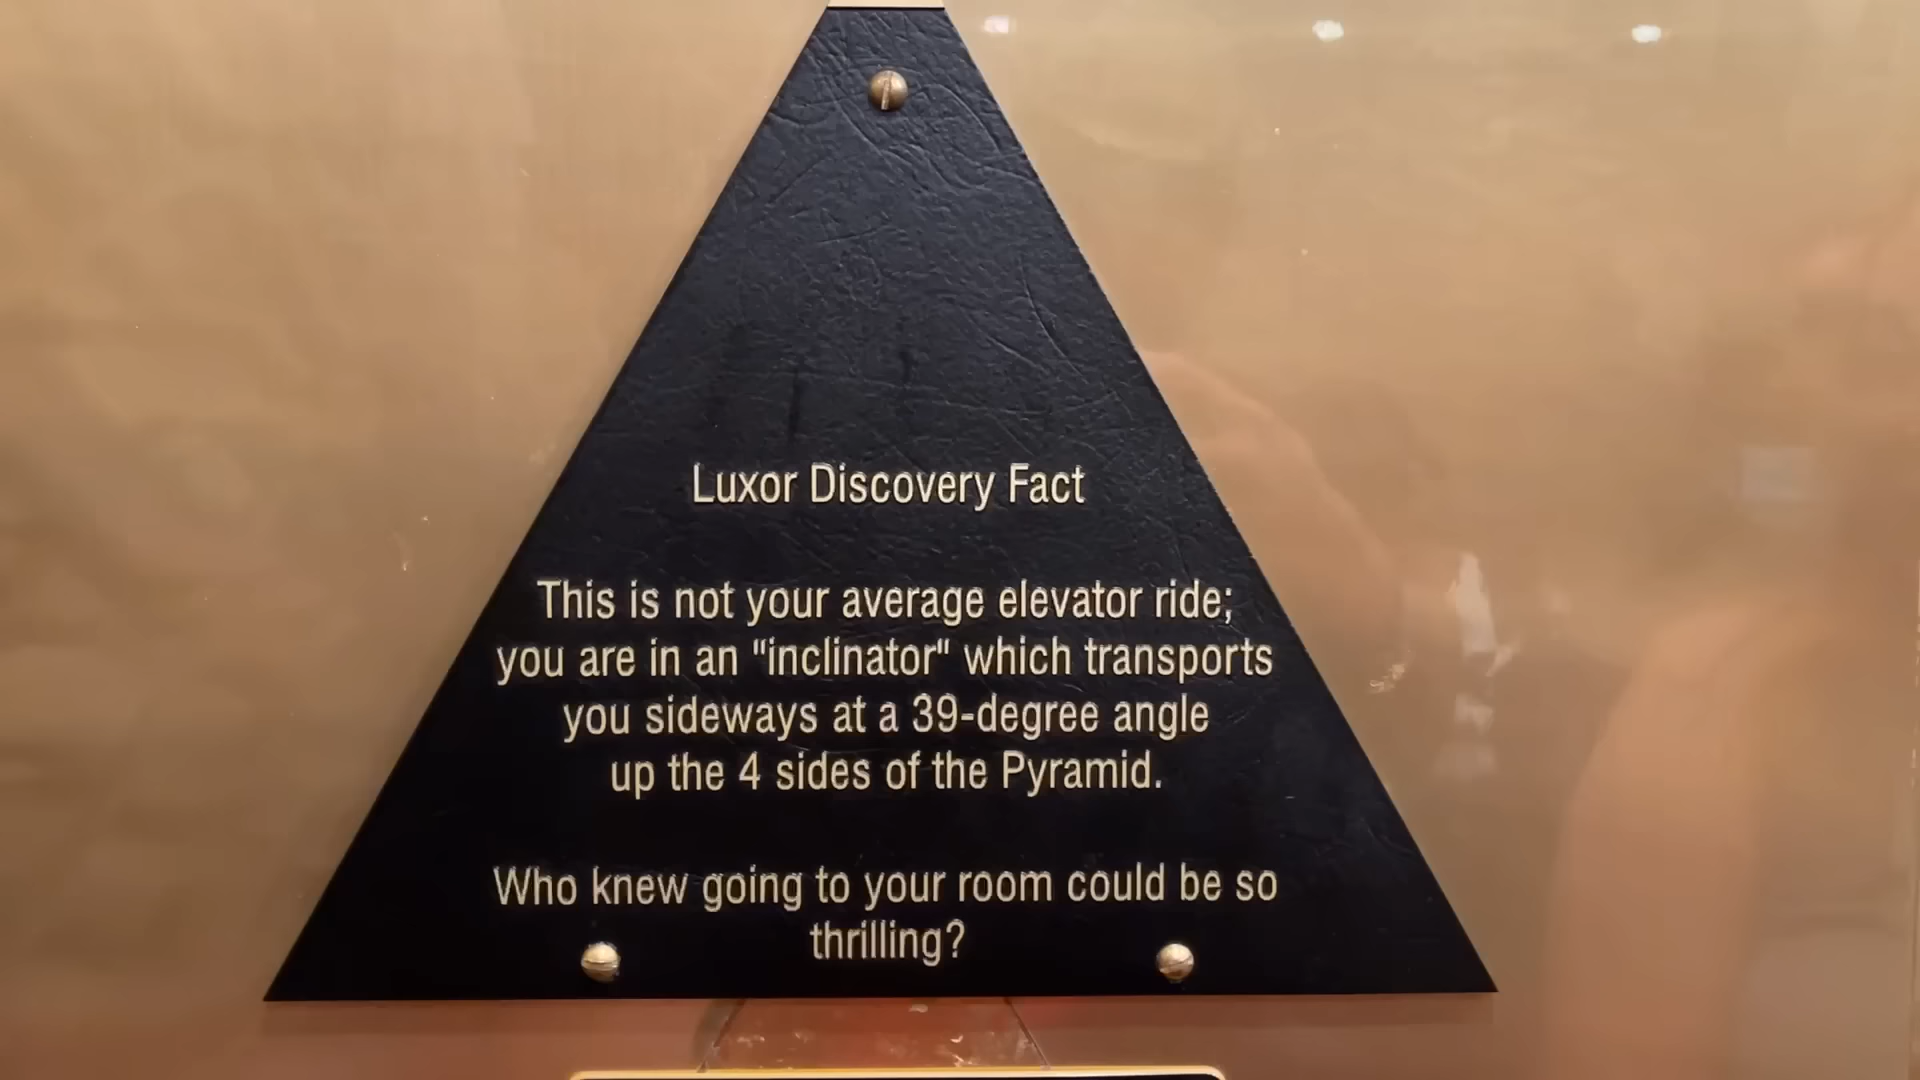 Luxor Discovery Fact
This is not your average elevator ride;
you are in an "inclinator" which transports
you sideways at a 39-degree angle
up the 4 sides of the Pyramid.
Who knew going to your room could be so
thrilling?